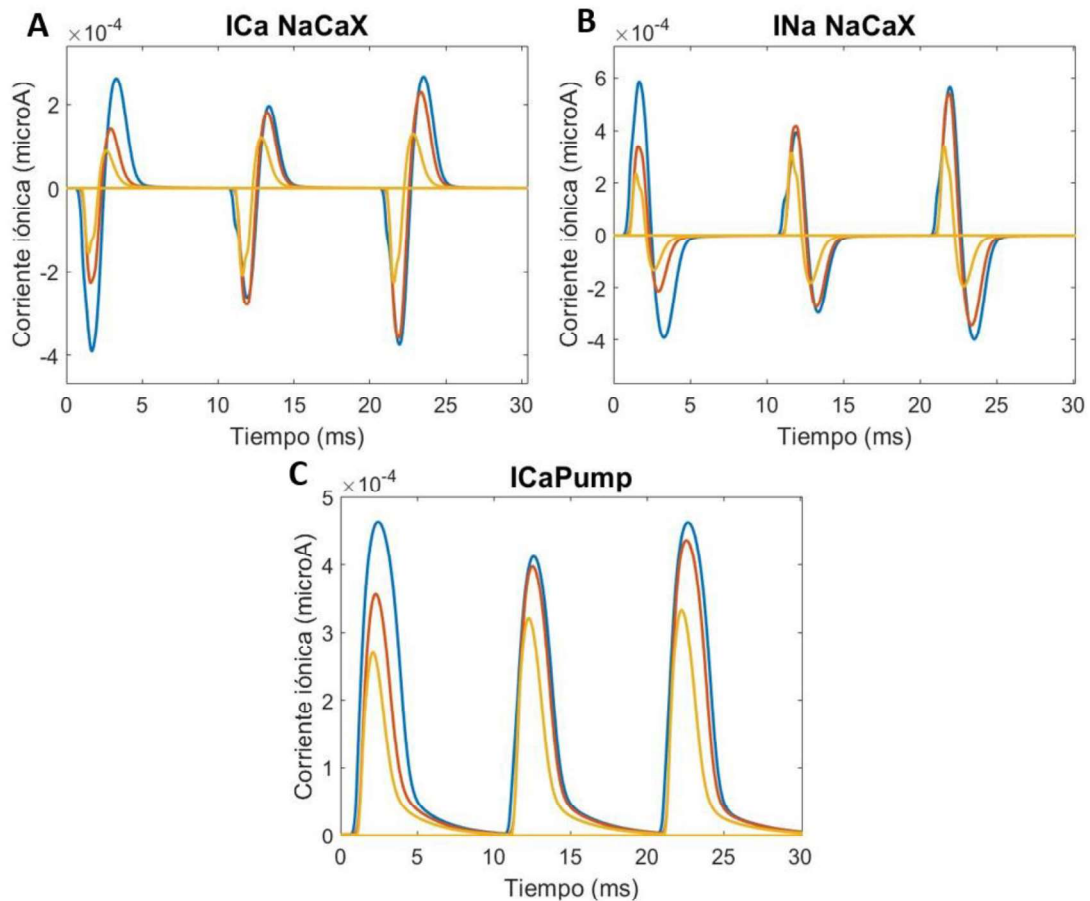 A
ICa NaCaX
×10⁻⁴
Corriente iónica (microA)
2
0
-2
-4
0 5 10 15 20 25 30
Tiempo (ms)
B
INa NaCaX
×10⁻⁴
Corriente iónica (microA)
6
4
2
0
-2
-4
0 5 10 15 20 25 30
Tiempo (ms)
C
ICaPump
×10⁻⁴
Corriente iónica (microA)
5
4
3
2
1
0
0 5 10 15 20 25 30
Tiempo (ms)